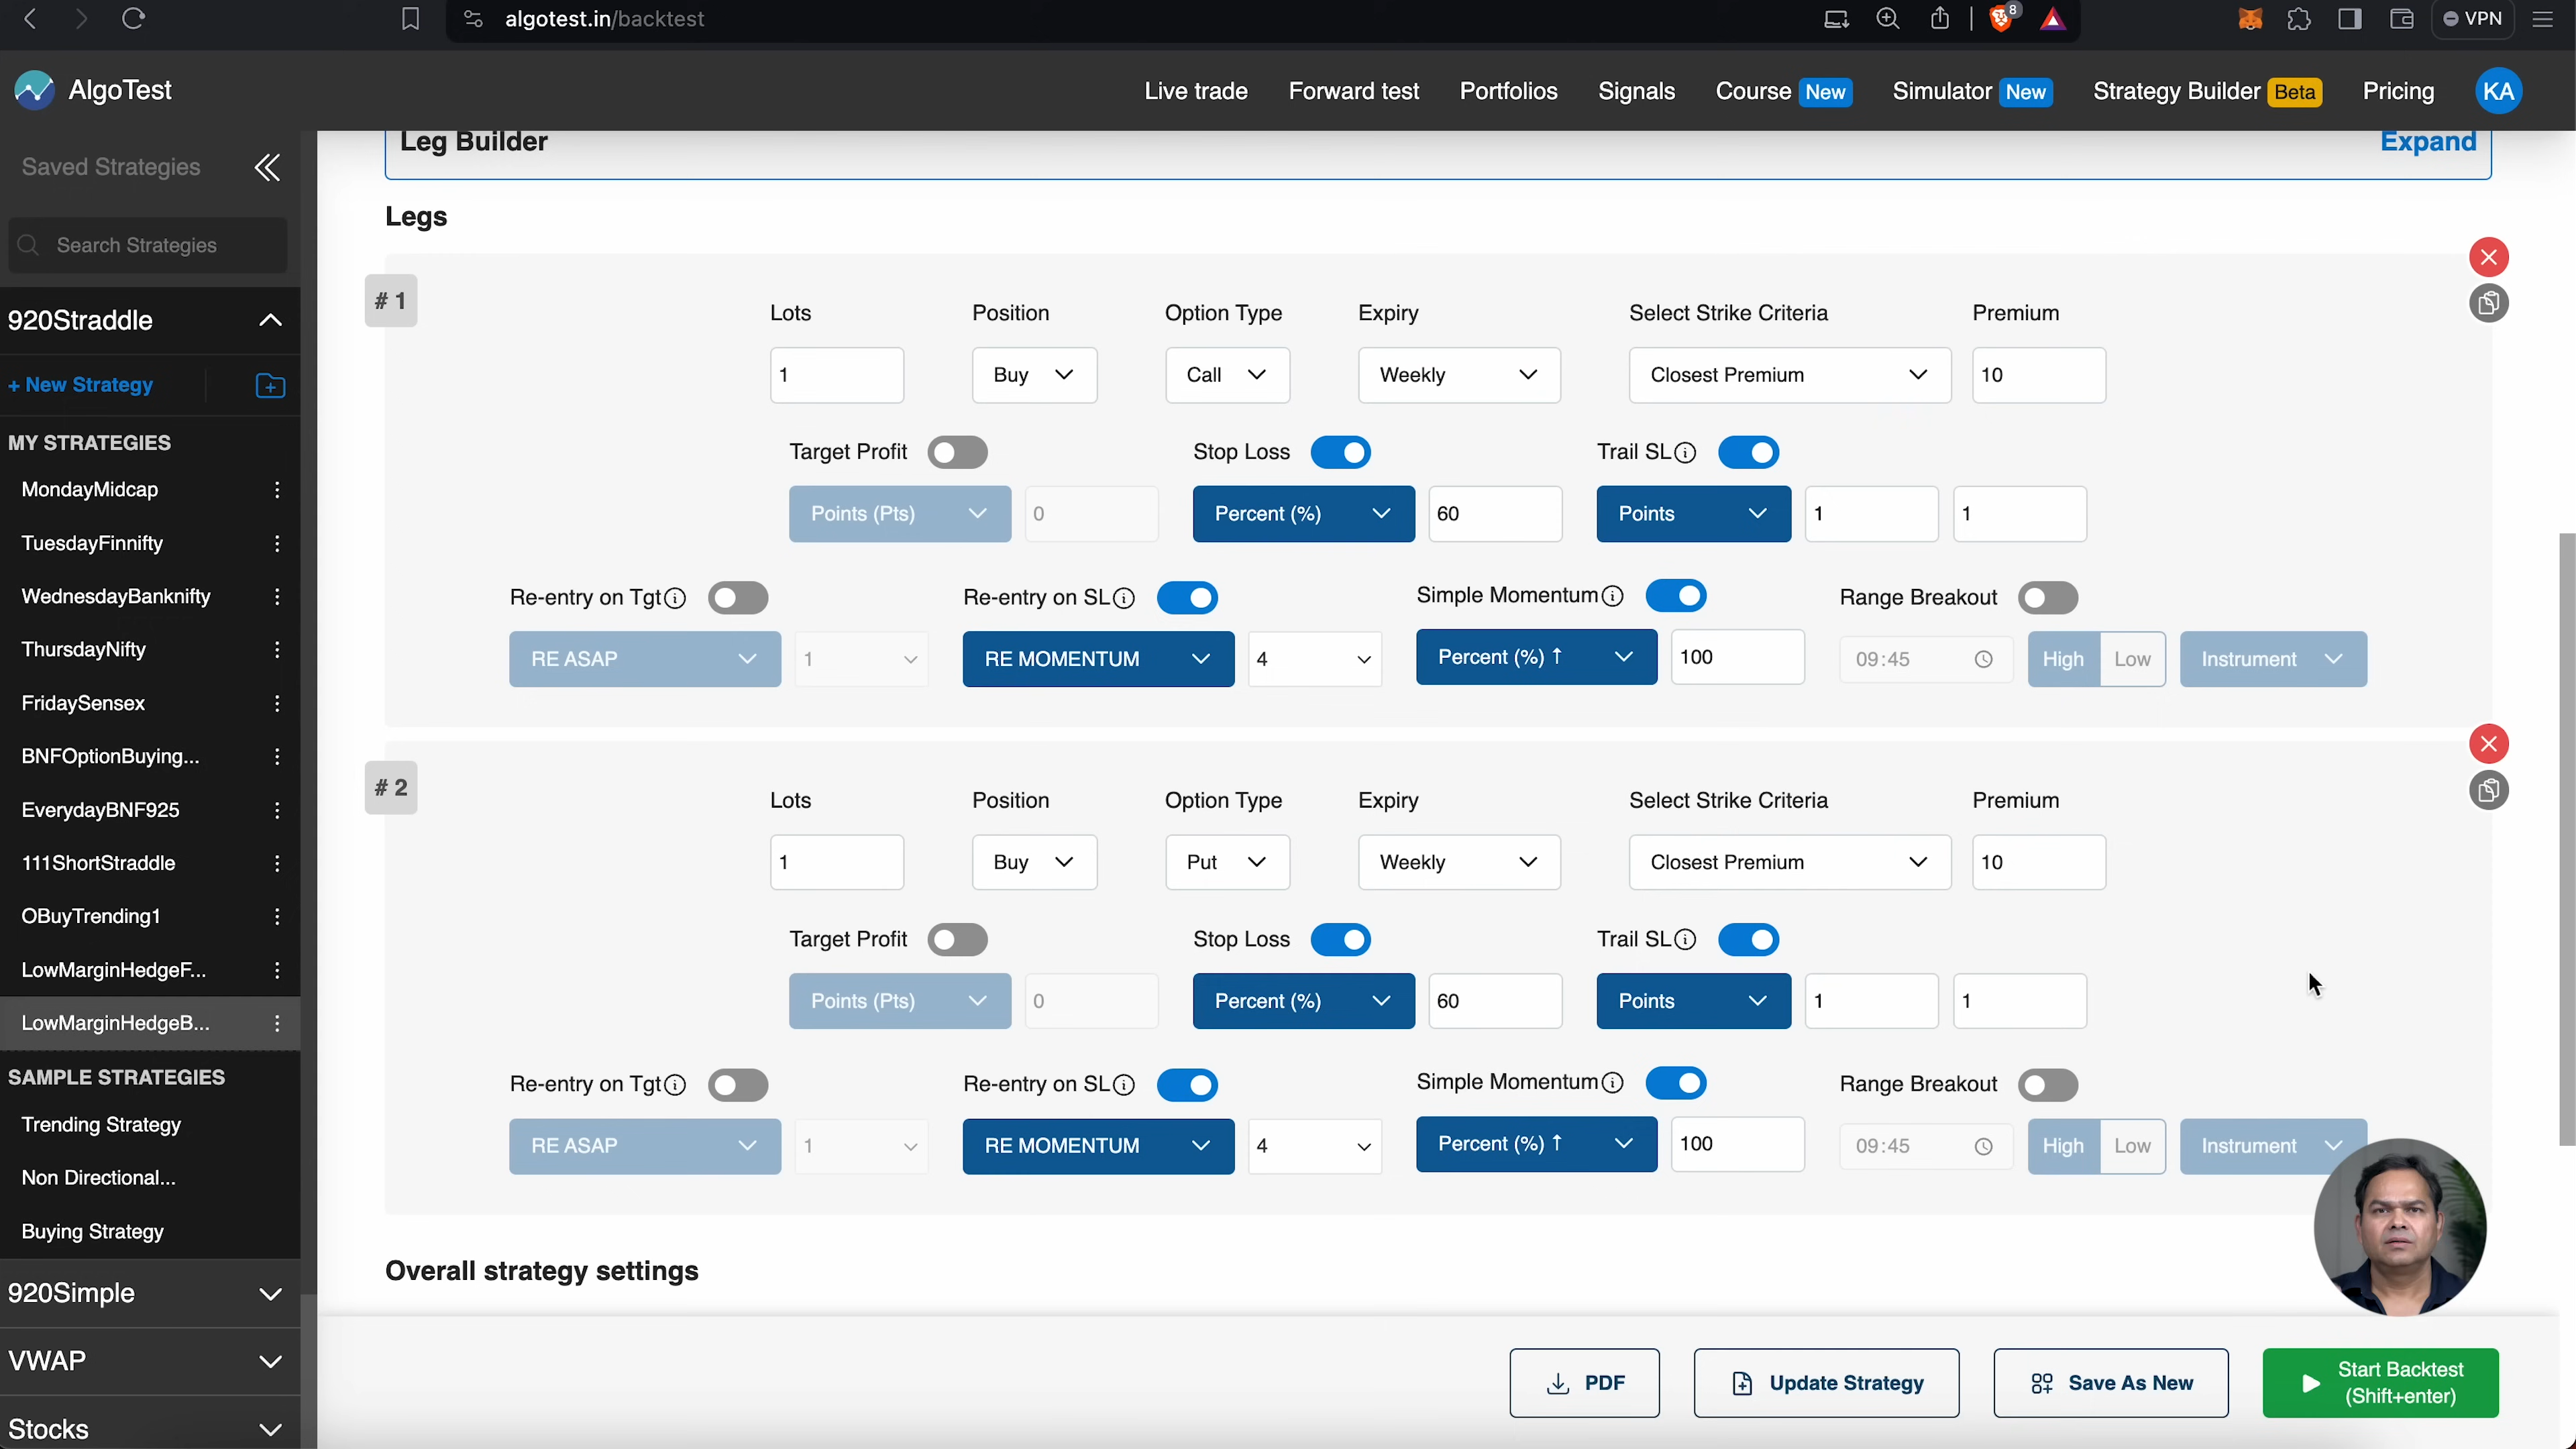 algotest.in/backtest
8
VPN
AlgoTest
Live trade
Forward test
Portfolios
Signals
Course New
Simulator New
Strategy Builder Beta
Pricing
KA
Saved Strategies
Search Strategies
920Straddle
+ New Strategy
MY STRATEGIES
MondayMidcap
TuesdayFinnifty
WednesdayBanknifty
ThursdayNifty
FridaySensex
BNFOptionBuying...
EverydayBNF925
111ShortStraddle
OBuyTrending1
LowMarginHedgeF...
LowMarginHedgeB...
SAMPLE STRATEGIES
Trending Strategy
Non Directional...
Buying Strategy
920Simple
VWAP
Stocks
Leg Builder
Expand
Legs
# 1
Lots Position Option Type Expiry Select Strike Criteria Premium
1 Buy Call Weekly Closest Premium 10
Target Profit Stop Loss Trail SL
Points (Pts) 0 Percent (%) 60 Points 1 1
Re-entry on Tgt Re-entry on SL Simple Momentum Range Breakout
RE ASAP 1 RE MOMENTUM 4 Percent (%) ↑ 100 09:45 High Low Instrument
# 2
Lots Position Option Type Expiry Select Strike Criteria Premium
1 Buy Put Weekly Closest Premium 10
Target Profit Stop Loss Trail SL
Points (Pts) 0 Percent (%) 60 Points 1 1
Re-entry on Tgt Re-entry on SL Simple Momentum Range Breakout
RE ASAP 1 RE MOMENTUM 4 Percent (%) ↑ 100 09:45 High Low Instrument
Overall strategy settings
PDF
Update Strategy
Save As New
Start Backtest
(Shift+enter)